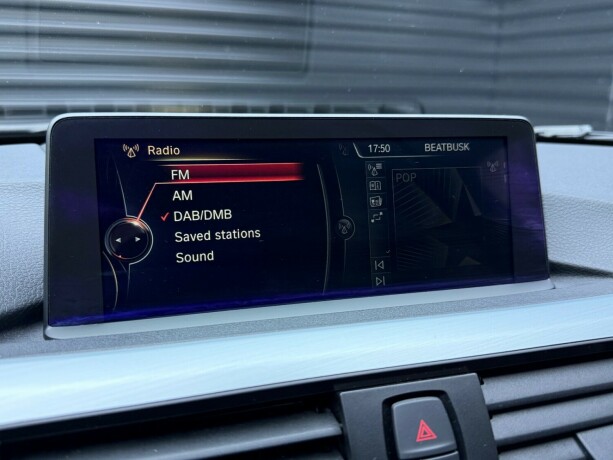 Radio
17:50 BEATBUSK
FM
POP
AM
DAB/DMB
Saved stations
Sound